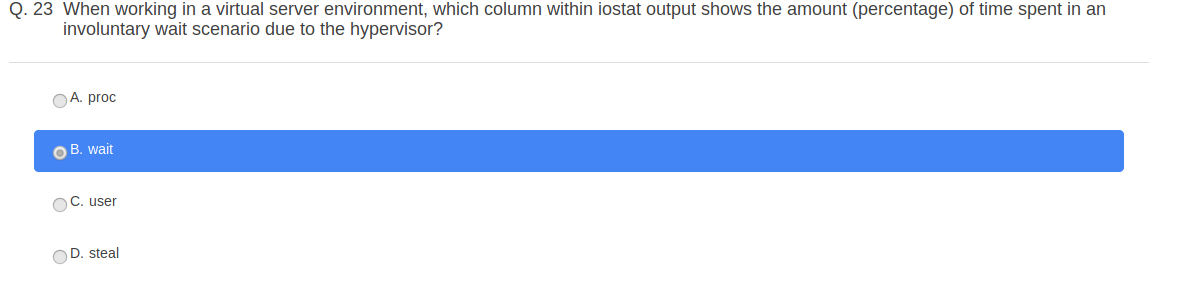 Q. 23 When working in a virtual server environment, which column within iostat output shows the amount (percentage) of time spent in an
involuntary wait scenario due to the hypervisor?
A. proc
B. wait
C. user
D. steal